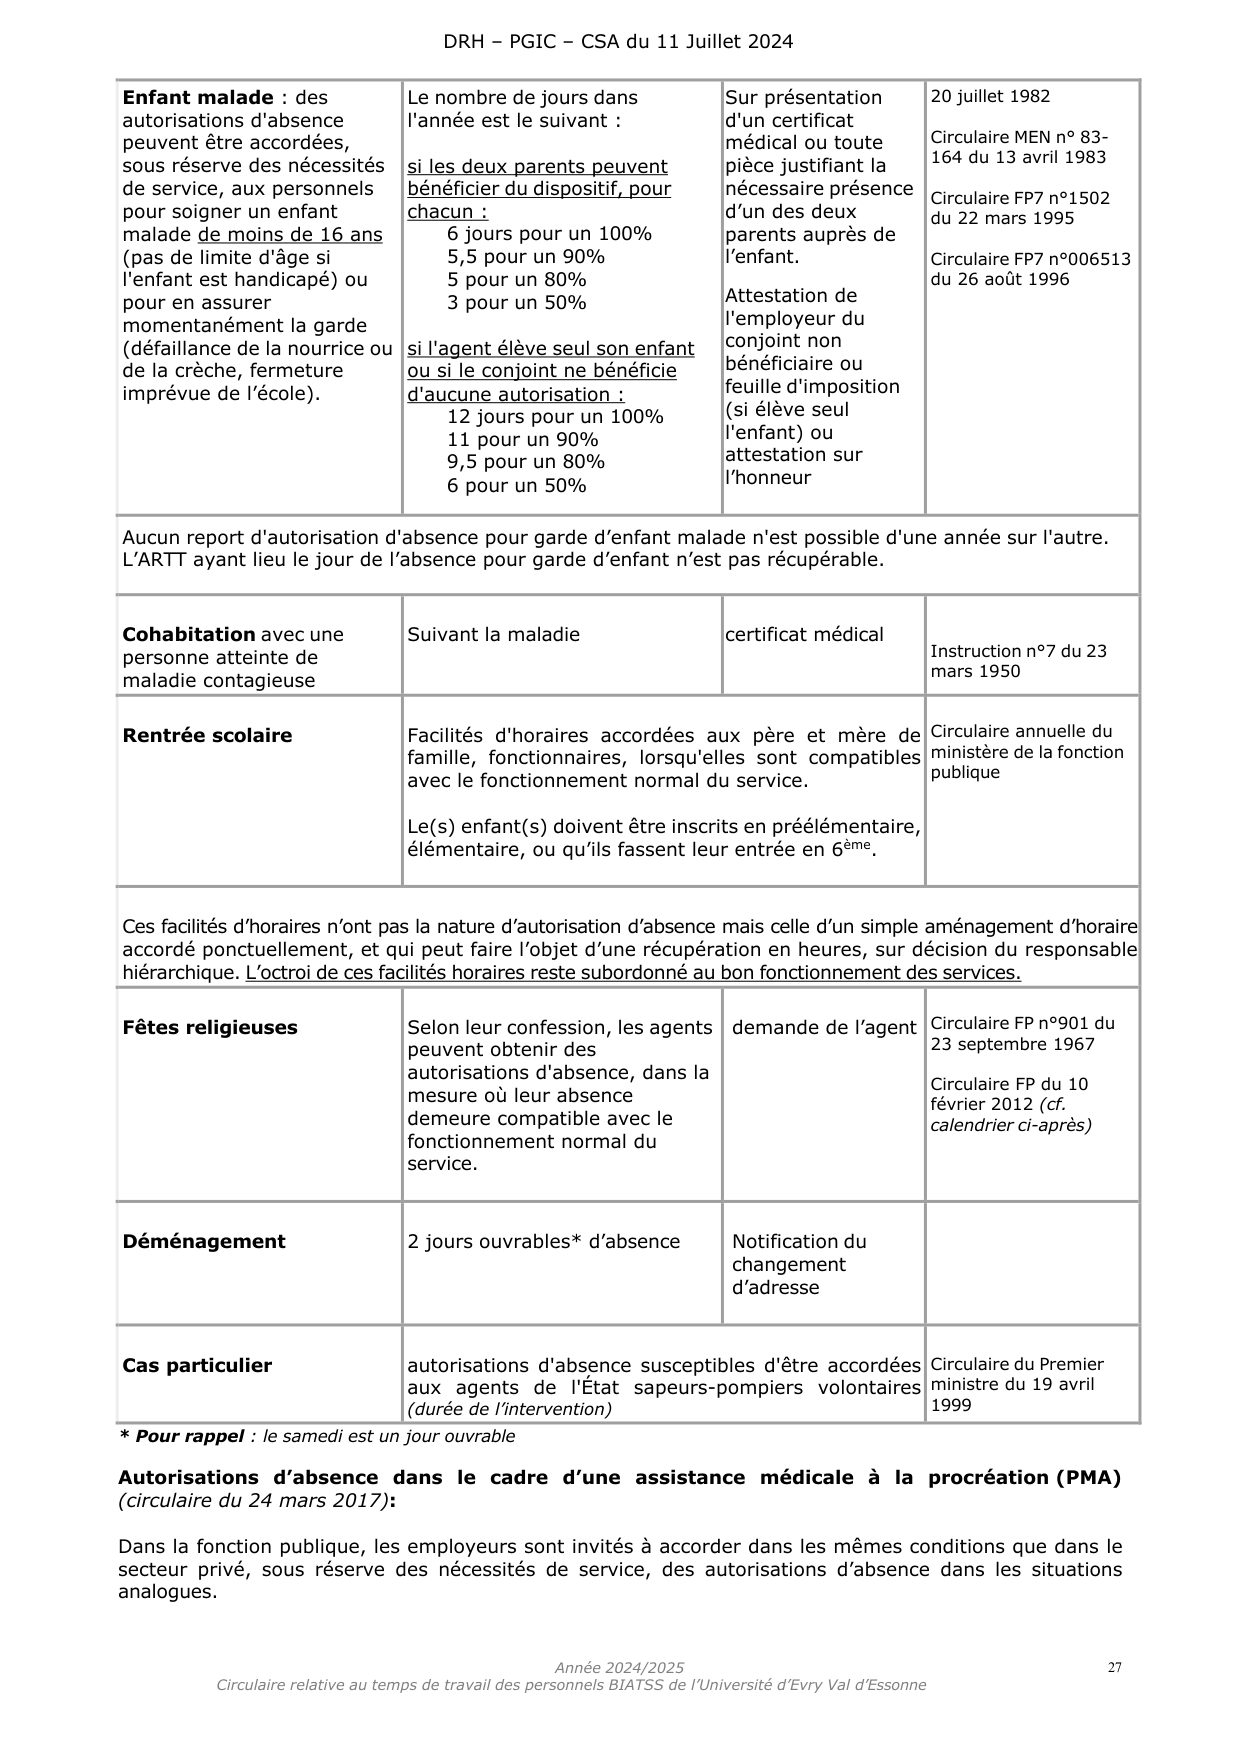 DRH – PGIC – CSA du 11 Juillet 2024
Enfant malade : des
autorisations d'absence
peuvent être accordées,
sous réserve des nécessités
de service, aux personnels
pour soigner un enfant
malade de moins de 16 ans
(pas de limite d'âge si
l'enfant est handicapé) ou
pour en assurer
momentanément la garde
(défaillance de la nourrice ou
de la crèche, fermeture
imprévue de l’école).
Le nombre de jours dans
l'année est le suivant :
si les deux parents peuvent
bénéficier du dispositif, pour
chacun :
6 jours pour un 100%
5,5 pour un 90%
5 pour un 80%
3 pour un 50%
si l'agent élève seul son enfant
ou si le conjoint ne bénéficie
d'aucune autorisation :
12 jours pour un 100%
11 pour un 90%
9,5 pour un 80%
6 pour un 50%
Sur présentation
d'un certificat
médical ou toute
pièce justifiant la
nécessaire présence
d’un des deux
parents auprès de
l’enfant.
Attestation de
l'employeur du
conjoint non
bénéficiaire ou
feuille d'imposition
(si élève seul
l'enfant) ou
attestation sur
l’honneur
20 juillet 1982
Circulaire MEN n° 83-
164 du 13 avril 1983
Circulaire FP7 n°1502
du 22 mars 1995
Circulaire FP7 n°006513
du 26 août 1996
Aucun report d'autorisation d'absence pour garde d’enfant malade n'est possible d'une année sur l'autre.
L’ARTT ayant lieu le jour de l’absence pour garde d’enfant n’est pas récupérable.
Cohabitation avec une
personne atteinte de
maladie contagieuse
Suivant la maladie
certificat médical
Instruction n°7 du 23
mars 1950
Rentrée scolaire
Facilités d'horaires accordées aux père et mère de
famille, fonctionnaires, lorsqu'elles sont compatibles
avec le fonctionnement normal du service.
Le(s) enfant(s) doivent être inscrits en préélémentaire,
élémentaire, ou qu’ils fassent leur entrée en 6ème.
Circulaire annuelle du
ministère de la fonction
publique
Ces facilités d’horaires n’ont pas la nature d’autorisation d’absence mais celle d’un simple aménagement d’horaire
accordé ponctuellement, et qui peut faire l’objet d’une récupération en heures, sur décision du responsable
hiérarchique. L’octroi de ces facilités horaires reste subordonné au bon fonctionnement des services.
Fêtes religieuses
Selon leur confession, les agents
peuvent obtenir des
autorisations d'absence, dans la
mesure où leur absence
demeure compatible avec le
fonctionnement normal du
service.
demande de l’agent
Circulaire FP n°901 du
23 septembre 1967
Circulaire FP du 10
février 2012 (cf.
calendrier ci-après)
Déménagement
2 jours ouvrables* d’absence
Notification du
changement
d’adresse
Cas particulier
autorisations d'absence susceptibles d'être accordées
aux agents de l'État sapeurs-pompiers volontaires
(durée de l’intervention)
Circulaire du Premier
ministre du 19 avril
1999
* Pour rappel : le samedi est un jour ouvrable
Autorisations d’absence dans le cadre d’une assistance médicale à la procréation (PMA)
(circulaire du 24 mars 2017):
Dans la fonction publique, les employeurs sont invités à accorder dans les mêmes conditions que dans le
secteur privé, sous réserve des nécessités de service, des autorisations d’absence dans les situations
analogues.
Année 2024/2025
27
Circulaire relative au temps de travail des personnels BIATSS de l’Université d’Evry Val d’Essonne